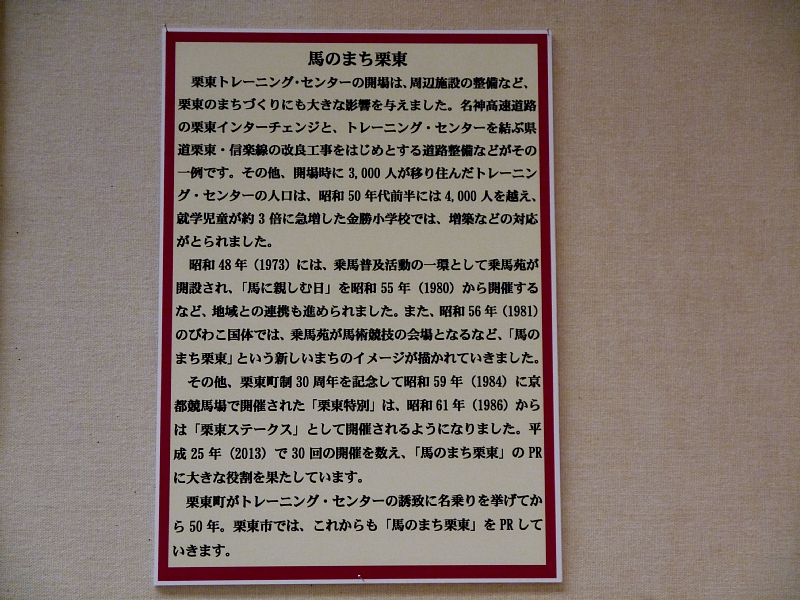 馬のまち栗東
栗東トレーニング・センターの開場は、周辺施設の整備など、
栗東のまちづくりにも大きな影響を与えました。名神高速道路
の栗東インターチェンジと、トレーニング・センターを結ぶ県
道栗東・信楽線の改良工事をはじめとする道路整備などがその
一例です。その他、開場時に3,000人が移り住んだトレーニン
グ・センターの人口は、昭和50年代前半には4,000人を越え、
就学児童が約3倍に急増した金勝小学校では、増築などの対応
がとられました。
昭和48年（1973）には、乗馬普及活動の一環として乗馬苑が
開設され、「馬に親しむ日」を昭和55年（1980）から開催する
など、地域との連携も進められました。また、昭和56年（1981）
のびわこ国体では、乗馬苑が馬術競技の会場となるなど、「馬の
まち栗東」という新しいまちのイメージが描かれていきました。
その他、栗東町制30周年を記念して昭和59年（1984）に京
都競馬場で開催された「栗東特別」は、昭和61年（1986）から
は「栗東ステークス」として開催されるようになりました。平
成25年（2013）で30回の開催を数え、「馬のまち栗東」のPR
に大きな役割を果たしています。
栗東町がトレーニング・センターの誘致に名乗りを挙げてか
ら50年。栗東市では、これからも「馬のまち栗東」をPRして
いきます。